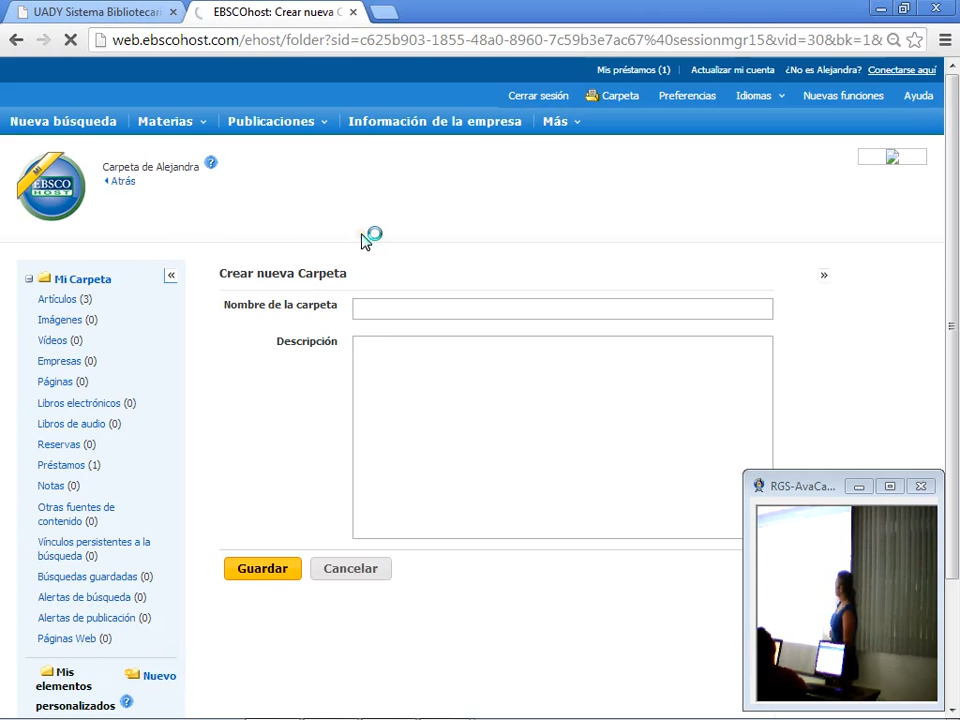 UADY Sistema Bibliotecari
EBSCOhost: Crear nueva C
web.ebscohost.com/ehost/folder?sid=c625b903-1855-48a0-8960-7c59b3e7ac67%40sessionmgr15&vid=30&bk=1&
Mis préstamos (1) | Actualizar mi cuenta ¿No es Alejandra? Conectarse aquí
Cerrar sesión Carpeta Preferencias Idiomas Nuevas funciones Ayuda
Nueva búsqueda Materias Publicaciones Información de la empresa Más
MI
EBSCO
HOST
Carpeta de Alejandra ?
Atrás
Mi Carpeta «
Artículos (3)
Imágenes (0)
Vídeos (0)
Empresas (0)
Páginas (0)
Libros electrónicos (0)
Libros de audio (0)
Reservas (0)
Préstamos (1)
Notas (0)
Otras fuentes de
contenido (0)
Vínculos persistentes a la
búsqueda (0)
Búsquedas guardadas (0)
Alertas de búsqueda (0)
Alertas de publicación (0)
Páginas Web (0)
Mis
elementos
personalizados ?
Nuevo
Crear nueva Carpeta »
Nombre de la carpeta
Descripción
Guardar Cancelar
RGS-AvaCa...